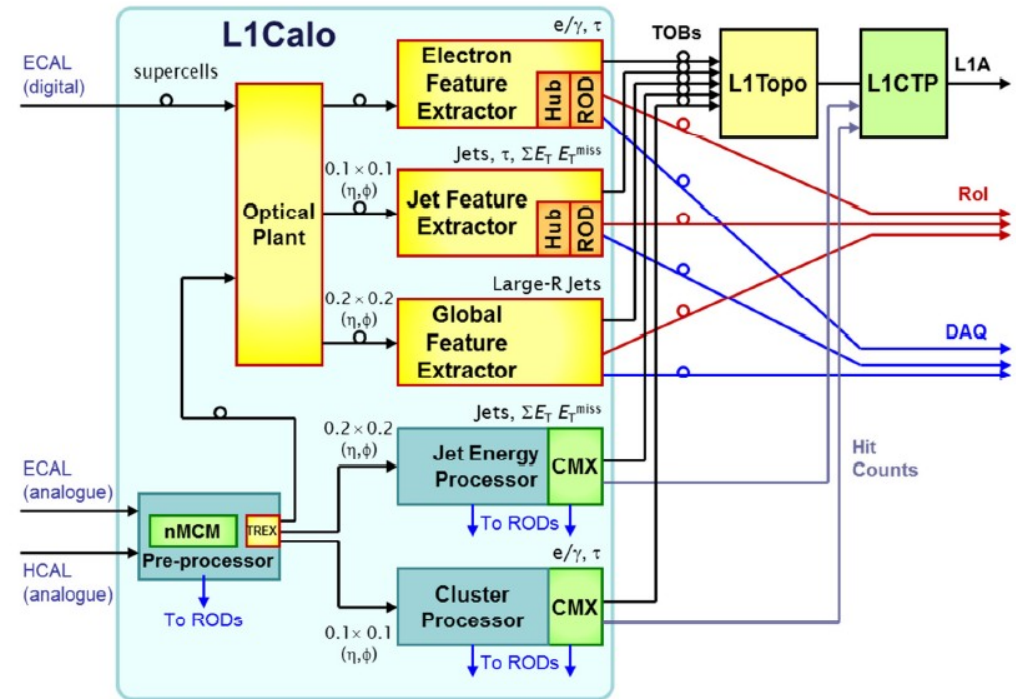 L1Calo
ECAL
(digital)
supercells
Optical
Plant
e/γ, τ
Electron
Feature
Extractor
Hub
ROD
TOBs
L1Topo
L1CTP
L1A
0.1 × 0.1
(η,ϕ)
Jets, τ, ΣE_T E_T^miss
Jet Feature
Extractor
Hub
ROD
RoI
0.2 × 0.2
(η,ϕ)
Large-R Jets
Global
Feature
Extractor
DAQ
0.2 × 0.2
(η,ϕ)
Jets, ΣE_T E_T^miss
Jet Energy
Processor
CMX
To RODs
Hit
Counts
ECAL
(analogue)
HCAL
(analogue)
nMCM
TREX
Pre-processor
To RODs
e/γ, τ
Cluster
Processor
CMX
0.1 × 0.1
(η,ϕ)
To RODs